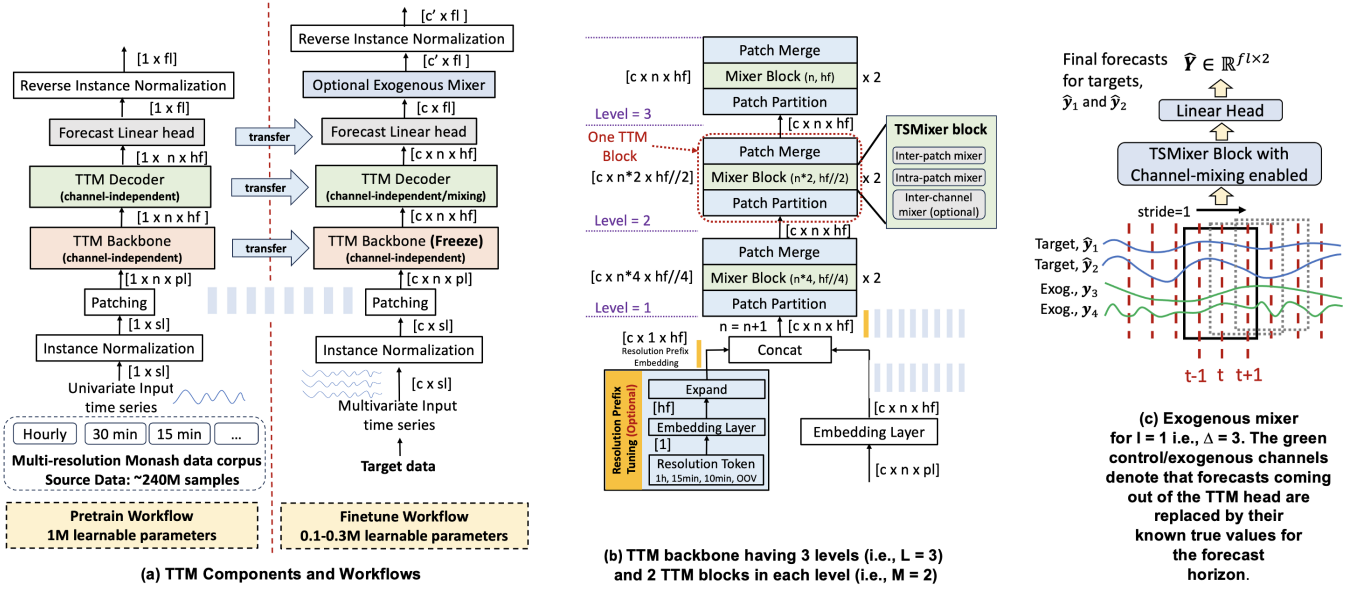 [1 x fl]
Reverse Instance Normalization
[1 x fl]
Forecast Linear head
[1 x n x hf]
TTM Decoder
(channel-independent)
[1 x n x hf ]
TTM Backbone
(channel-independent)
[1 x n x pl]
Patching
[1 x sl]
Instance Normalization
[1 x sl]
Univariate Input
time series
Hourly
30 min
15 min
...
Multi-resolution Monash data corpus
Source Data: ~240M samples
Pretrain Workflow
1M learnable parameters
transfer
transfer
transfer
[c’ x fl ]
Reverse Instance Normalization
[c’ x fl]
Optional Exogenous Mixer
[c x fl]
Forecast Linear head
[c x n x hf]
TTM Decoder
(channel-independent/mixing)
[c x n x hf]
TTM Backbone (Freeze)
(channel-independent)
[c x n x pl]
Patching
[c x sl]
Instance Normalization
[c x sl]
Multivariate Input
time series
Target data
Finetune Workflow
0.1-0.3M learnable parameters
(a) TTM Components and Workflows
Patch Merge
[c x n x hf]
Mixer Block (n, hf)
x 2
Patch Partition
Level = 3
[c x n x hf]
One TTM
Block
Patch Merge
[c x n*2 x hf//2]
Mixer Block (n*2, hf//2)
x 2
Patch Partition
TSMixer block
Inter-patch mixer
Intra-patch mixer
Inter-channel
mixer (optional)
Level = 2
[c x n x hf]
Patch Merge
[c x n*4 x hf//4]
Mixer Block (n*4, hf//4)
x 2
Patch Partition
Level = 1
n = n+1
[c x n x hf]
[c x 1 x hf]
Resolution Prefix
Embedding
Concat
Resolution Prefix
Tuning (Optional)
Expand
[hf]
Embedding Layer
[1]
Resolution Token
1h, 15min, 10min, OOV
[c x n x hf]
Embedding Layer
[c x n x pl]
(b) TTM backbone having 3 levels (i.e., L = 3)
and 2 TTM blocks in each level (i.e., M = 2)
Final forecasts
for targets,
ŷ₁ and ŷ₂
Ŷ ∈ ℝ^{fl×2}
Linear Head
TSMixer Block with
Channel-mixing enabled
stride=1
Target, ŷ₁
Target, ŷ₂
Exog., y₃
Exog., y₄
t-1 t t+1
(c) Exogenous mixer
for l = 1 i.e., Δ = 3. The green
control/exogenous channels
denote that forecasts coming
out of the TTM head are
replaced by their
known true values for
the forecast
horizon.